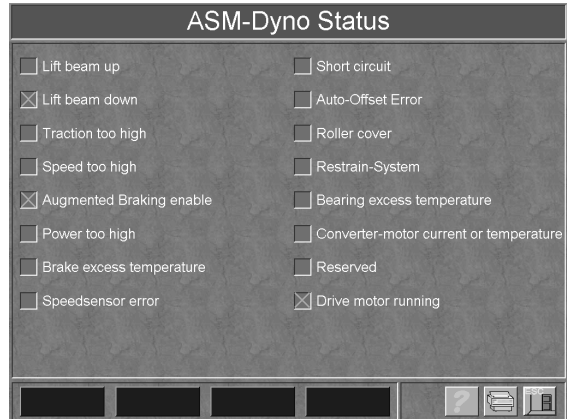 ASM-Dyno Status
Lift beam up
Lift beam down
Traction too high
Speed too high
Augmented Braking enable
Power too high
Brake excess temperature
Speedsensor error
Short circuit
Auto-Offset Error
Roller cover
Restrain-System
Bearing excess temperature
Converter-motor current or temperature
Reserved
Drive motor running
?
ESC